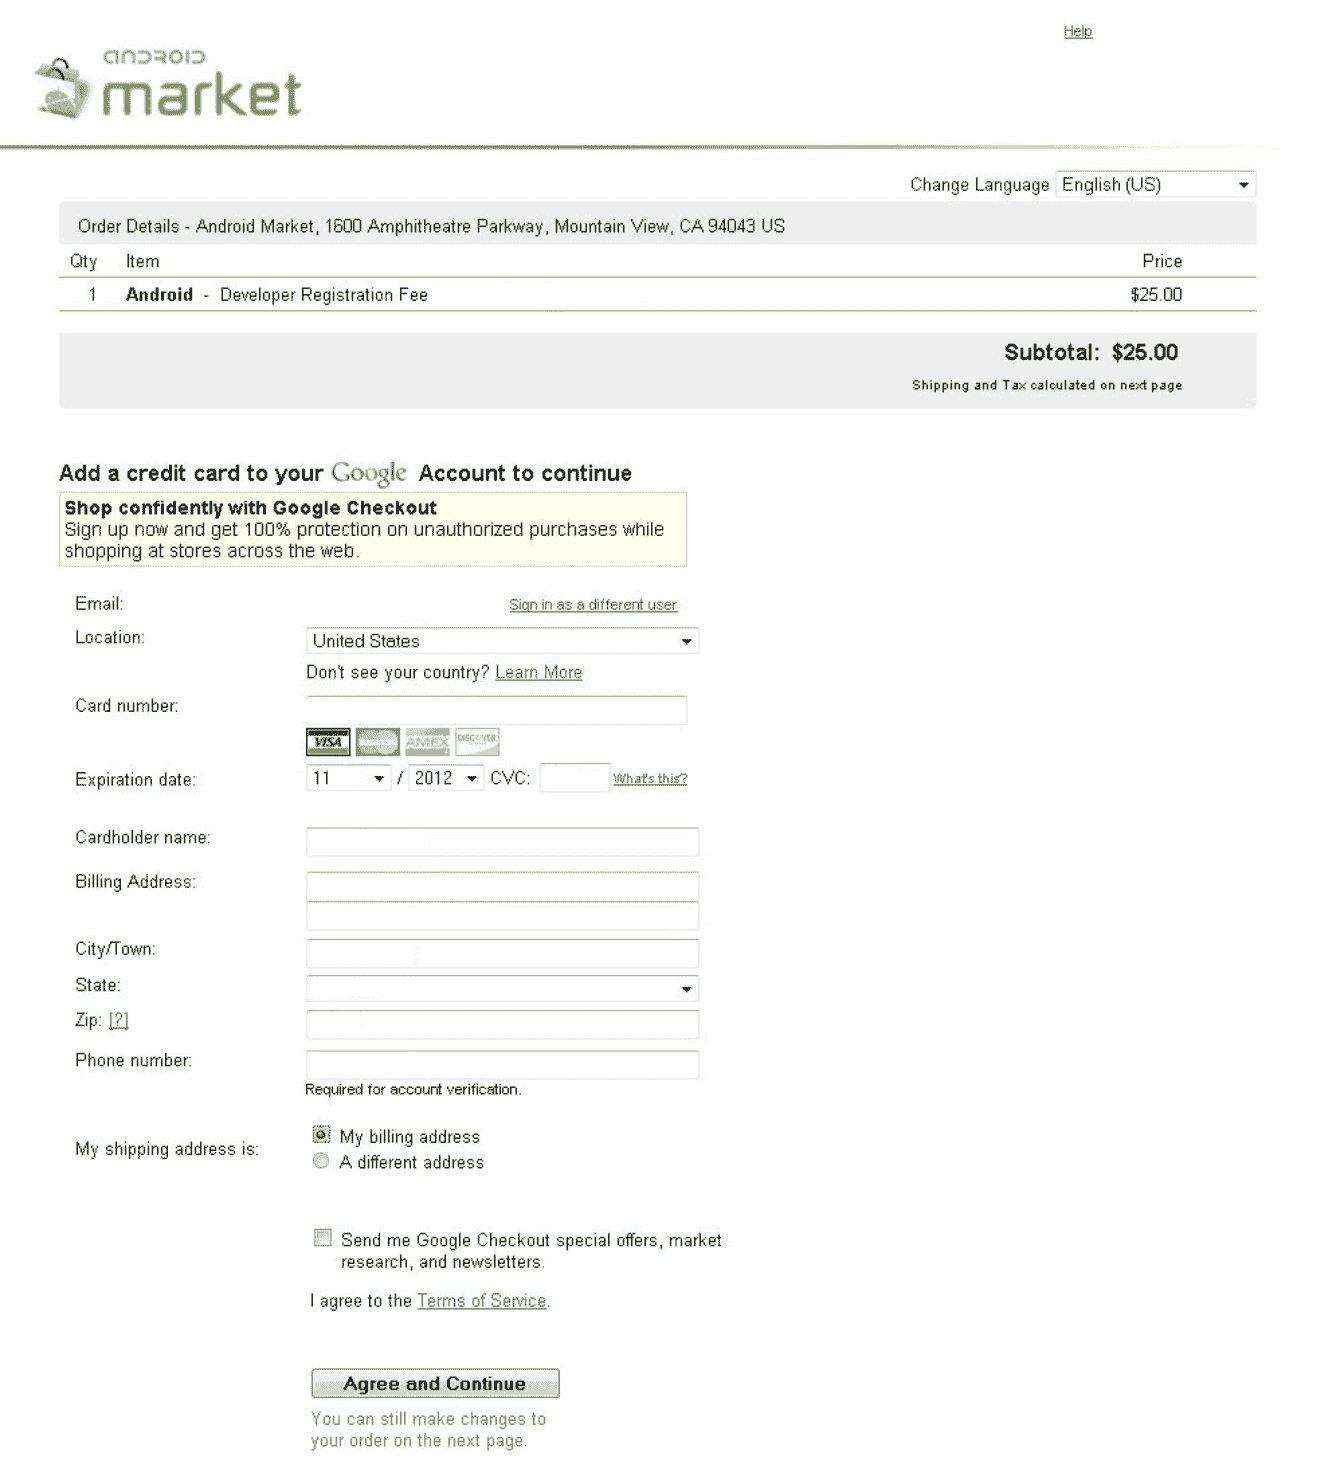 Help
android
market
Change Language English (US)
Order Details - Android Market, 1600 Amphitheatre Parkway, Mountain View, CA 94043 US
Qty Item Price
1 Android - Developer Registration Fee $25.00
Subtotal: $25.00
Shipping and Tax calculated on next page
Add a credit card to your Google Account to continue
Shop confidently with Google Checkout
Sign up now and get 100% protection on unauthorized purchases while
shopping at stores across the web.
Email: Sign in as a different user
Location: United States
Don't see your country? Learn More
Card number:
VISA MasterCard AMEX DISCOVER
Expiration date: 11 / 2012 CVC: What's this?
Cardholder name:
Billing Address:
City/Town:
State:
Zip: [?]
Phone number:
Required for account verification.
My shipping address is: My billing address
A different address
Send me Google Checkout special offers, market
research, and newsletters.
I agree to the Terms of Service.
Agree and Continue
You can still make changes to
your order on the next page.